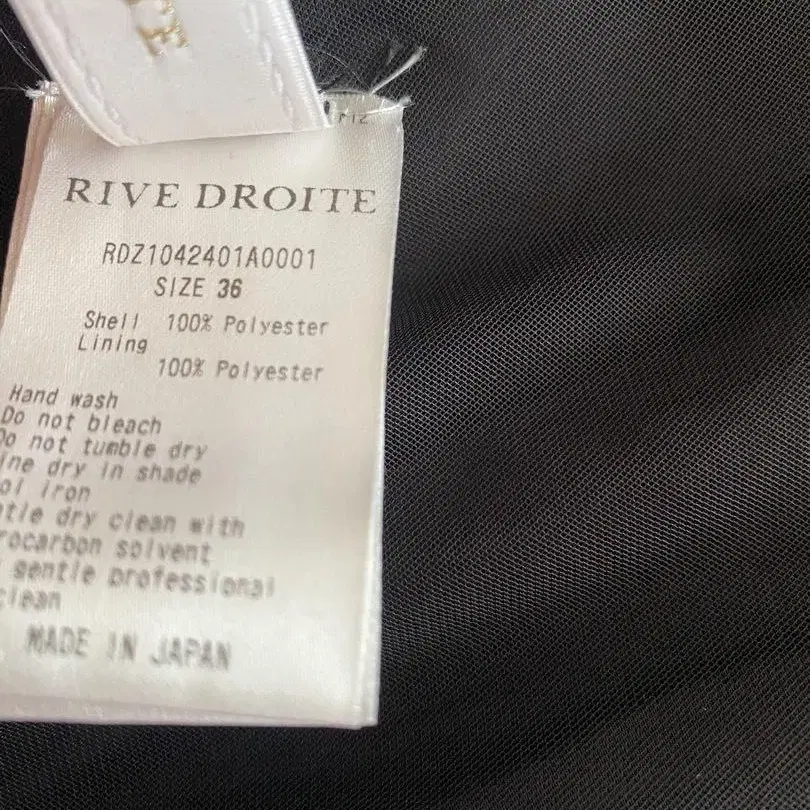 RIVE DROITE
RDZ1042401A0001
SIZE 36
Shell 100% Polyester
Lining
100% Polyester
Hand wash
Do not bleach
Do not tumble dry
dry in shade
iron
dry clean with
solvent
gentle professional
clean
MADE IN JAPAN